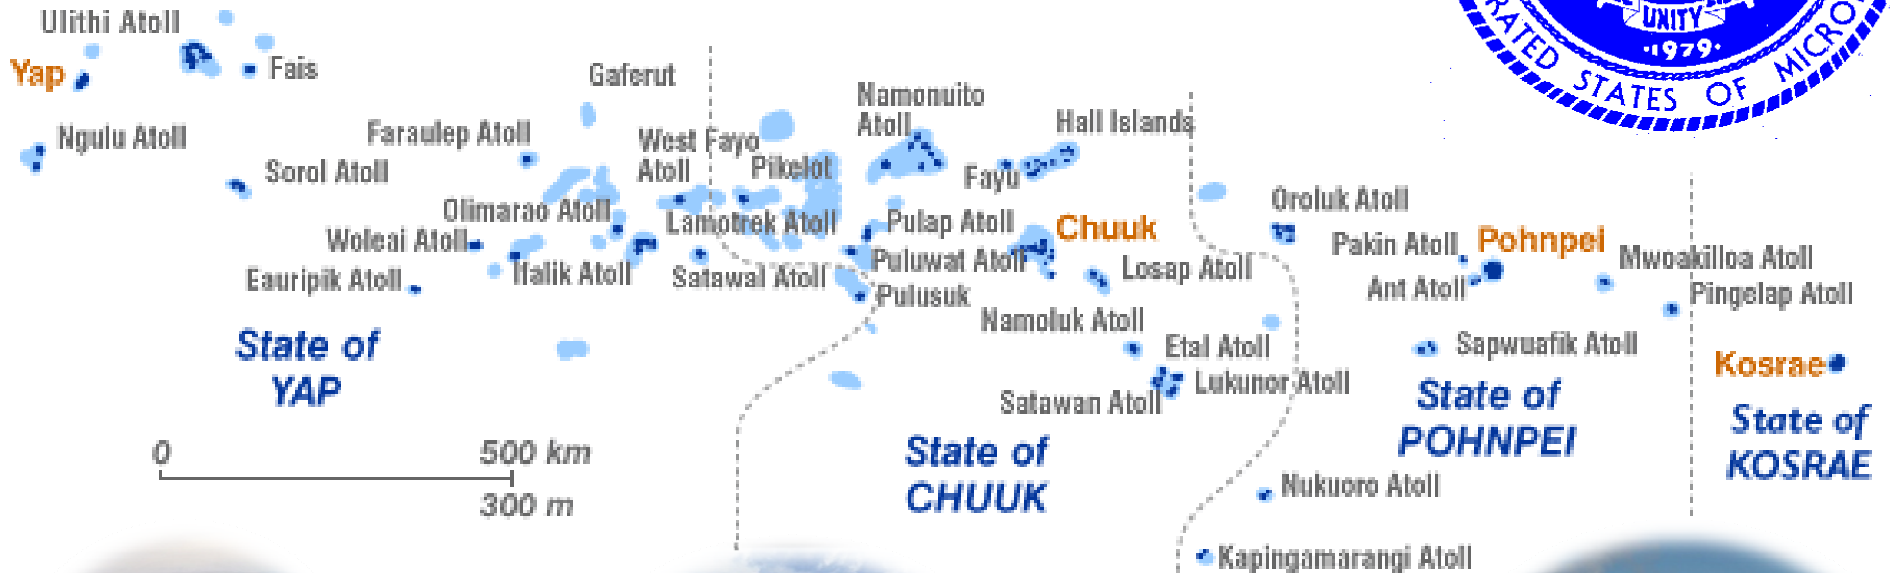 Ulithi Atoll
Yap
Fais
Ngulu Atoll
Sorol Atoll
Gaferut
Faraulep Atoll
West Fayo
Atoll
Pikelot
Olimarao Atoll
Lamotrek Atoll
Woleai Atoll
Eauripik Atoll
Halik Atoll
Satawal Atoll
State of
YAP
0
500 km
300 m
Namonuito
Atoll
Hall Islands
Fayu
Pulap Atoll
Chuuk
Puluwat Atoll
Losap Atoll
Pulusuk
Namoluk Atoll
Etal Atoll
Lukunor Atoll
Satawan Atoll
State of
CHUUK
UNITY
·1979·
RATED STATES OF MICRO
Oroluk Atoll
Pakin Atoll
Pohnpei
Mwoakilloa Atoll
Ant Atoll
Pingelap Atoll
Sapwuafik Atoll
State of
POHNPEI
Nukuoro Atoll
Kapingamarangi Atoll
Kosrae
State of
KOSRAE